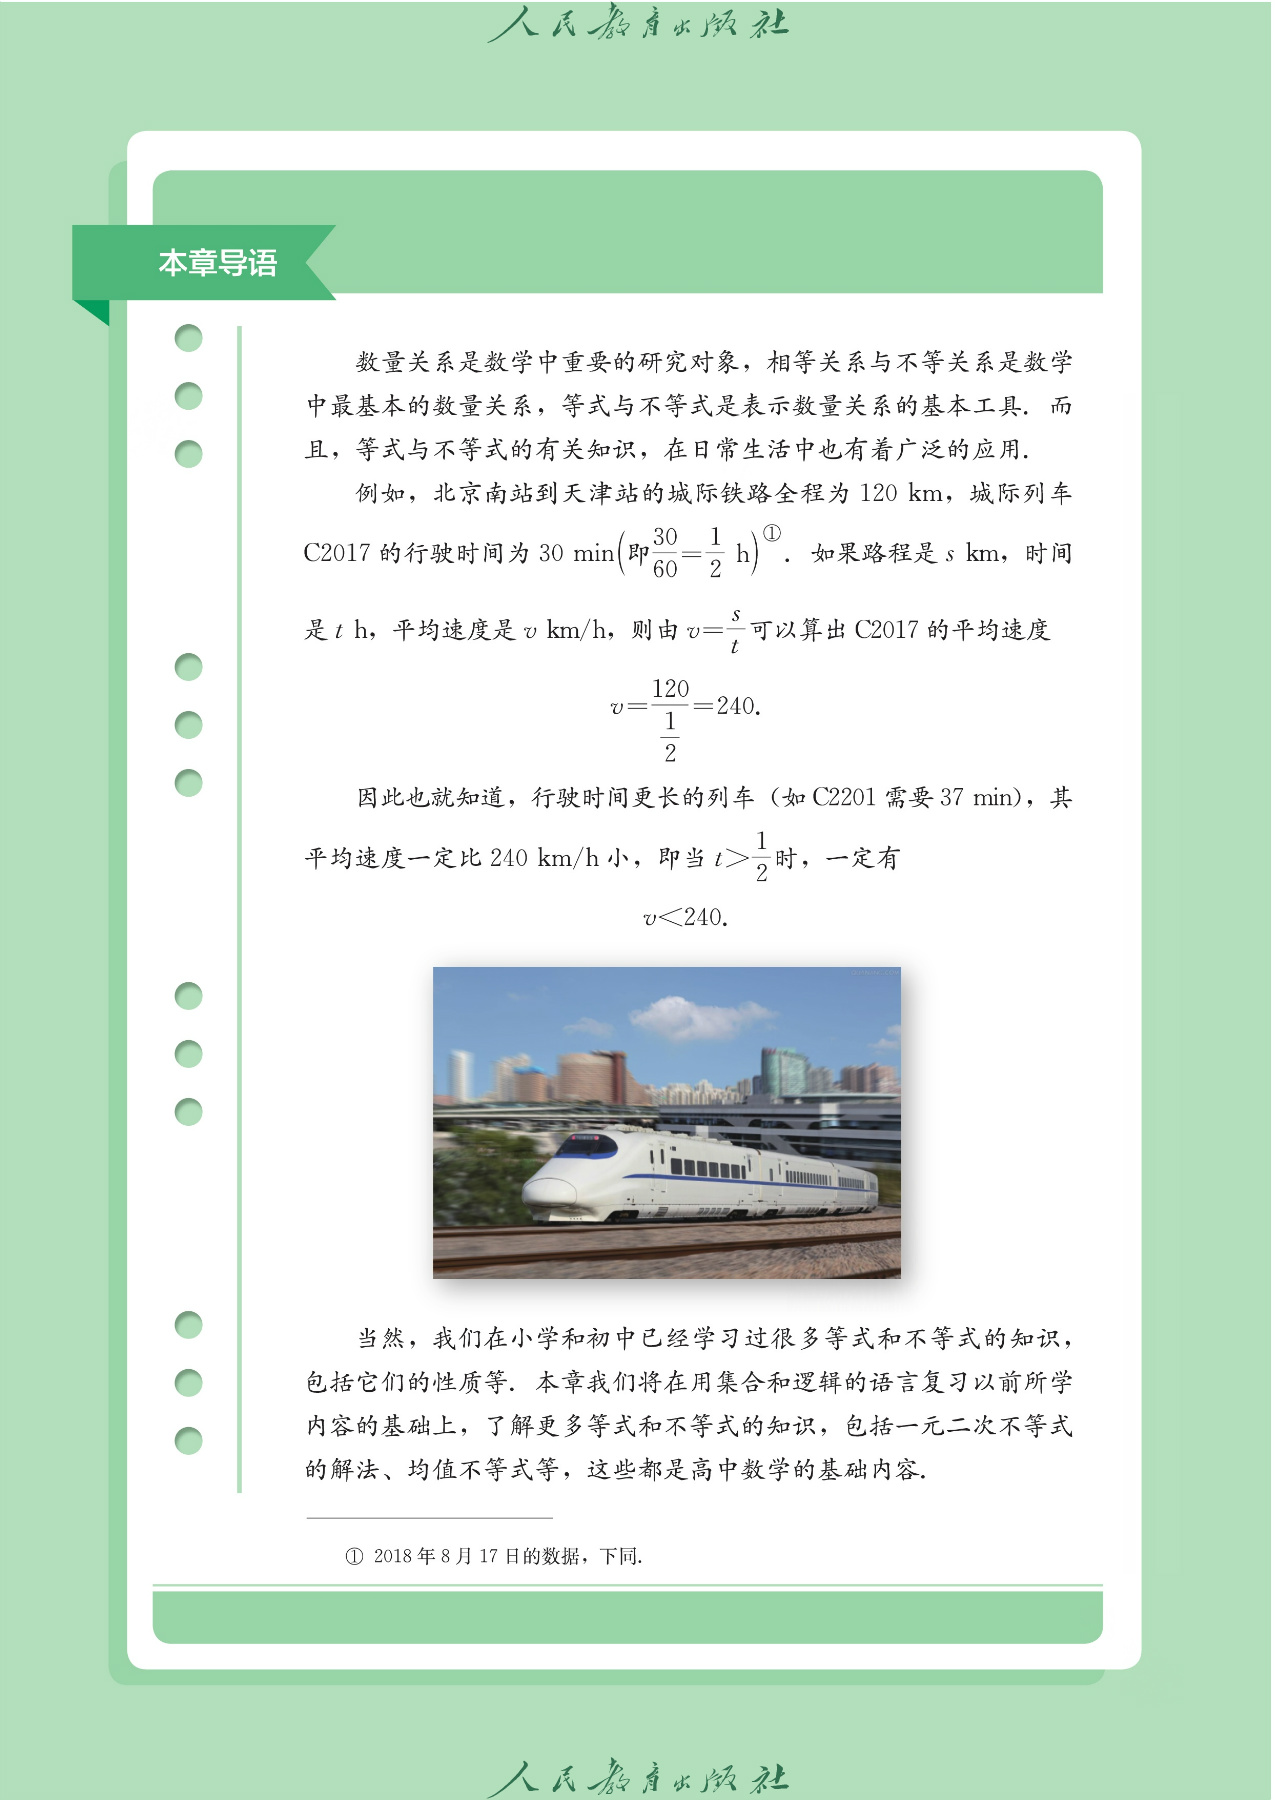 人民教育出版社
本章导语
数量关系是数学中重要的研究对象，相等关系与不等关系是数学
中最基本的数量关系，等式与不等式是表示数量关系的基本工具．而
且，等式与不等式的有关知识，在日常生活中也有着广泛的应用．
例如，北京南站到天津站的城际铁路全程为 120 km，城际列车
C2017 的行驶时间为 30 min(即30/60=1/2 h)①．如果路程是 s km，时间
是 t h，平均速度是 v km/h，则由 v=s/t可以算出 C2017 的平均速度
v=120/(1/2)=240.
因此也就知道，行驶时间更长的列车（如 C2201 需要 37 min），其
平均速度一定比 240 km/h 小，即当 t>1/2时，一定有
v<240.
当然，我们在小学和初中已经学习过很多等式和不等式的知识，
包括它们的性质等．本章我们将在用集合和逻辑的语言复习以前所学
内容的基础上，了解更多等式和不等式的知识，包括一元二次不等式
的解法、均值不等式等，这些都是高中数学的基础内容．
① 2018 年 8 月 17 日的数据，下同．
人民教育出版社